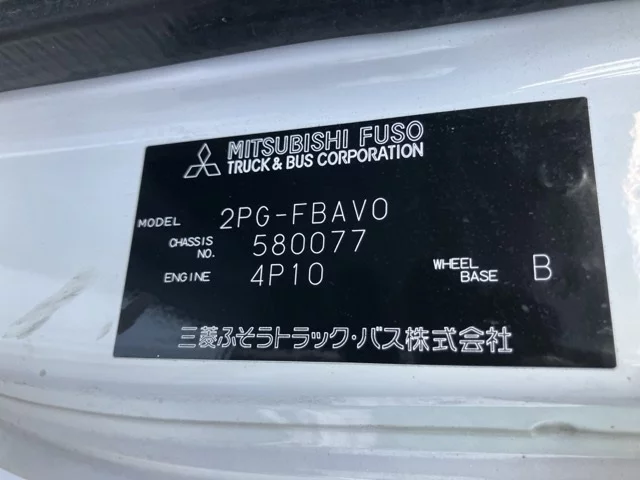 MITSUBISHI FUSO
TRUCK & BUS CORPORATION
MODEL 2PG-FBAV0
CHASSIS NO. 580077
ENGINE 4P10 WHEEL BASE B
三菱ふそうトラック・バス株式会社